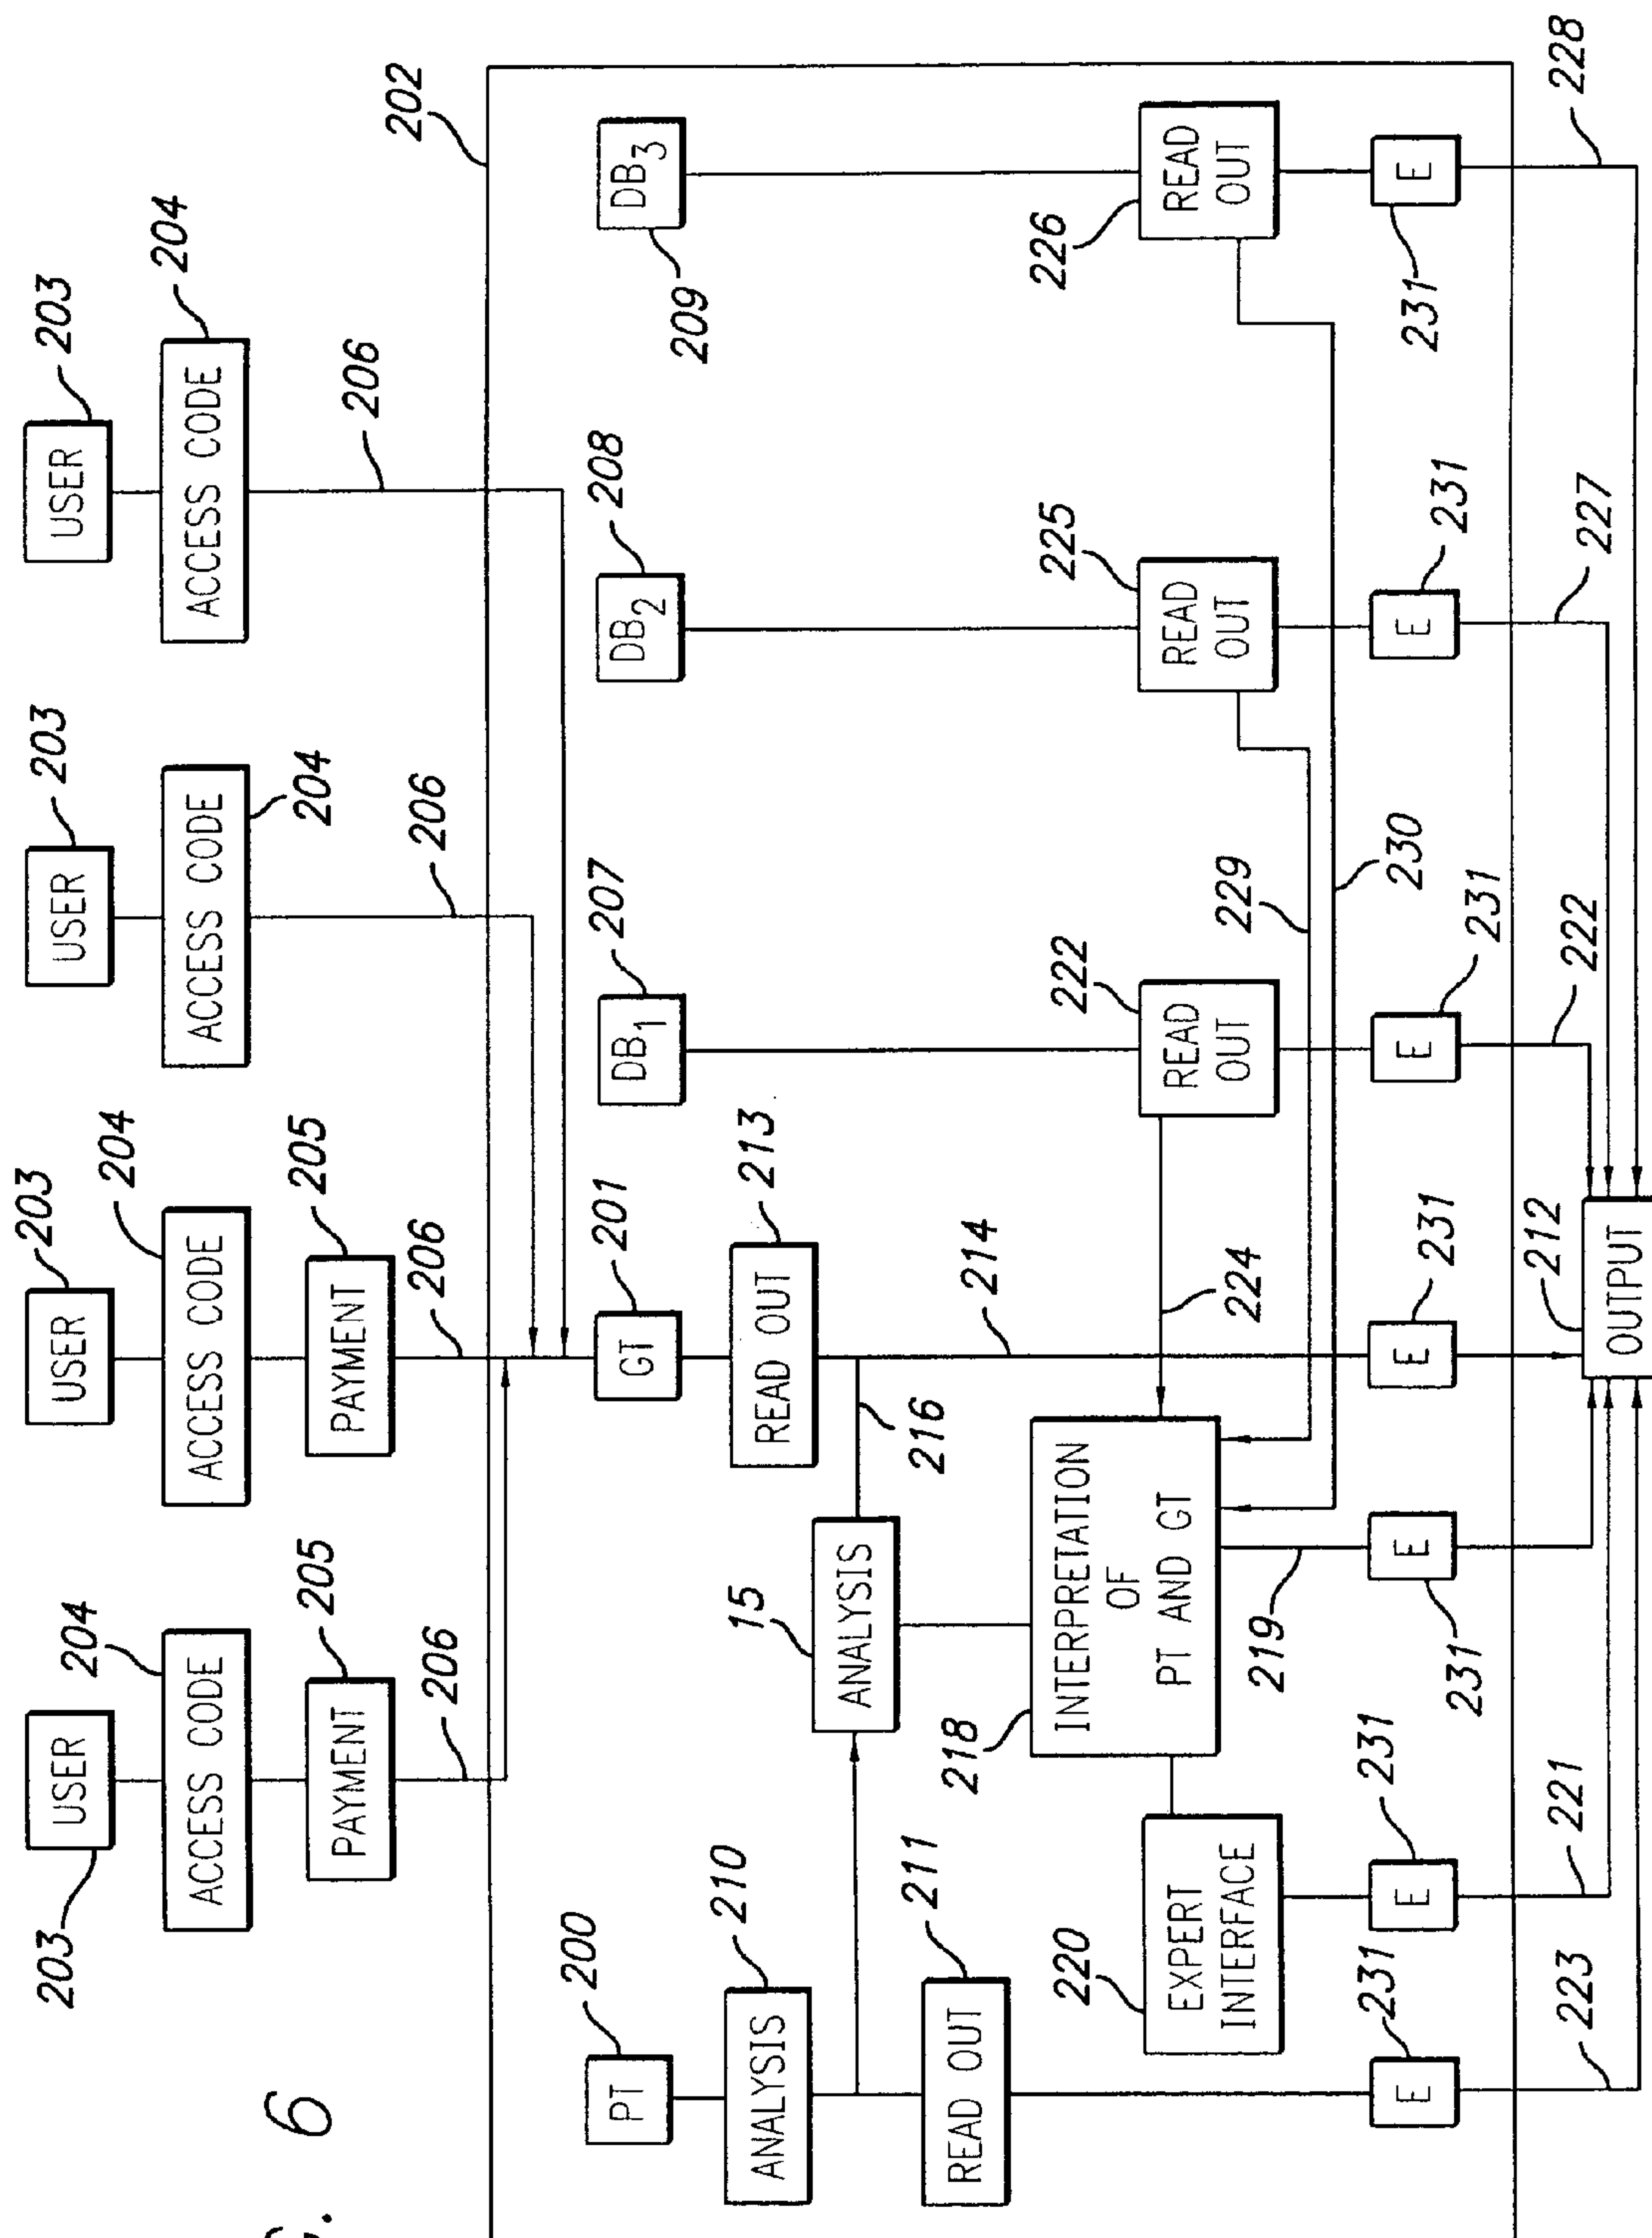 USER
203
USER
203
USER
203
USER
203
ACCESS CODE
204
ACCESS CODE
204
ACCESS CODE
204
ACCESS CODE
204
PAYMENT
205
PAYMENT
205
206
206
206
206
202
PT
200
GT
201
DB1
207
DB2
208
DB3
209
ANALYSIS
210
READ OUT
213
ANALYSIS
15
216
214
READ OUT
211
INTERPRETATION
OF
PT AND GT
218
224
READ OUT
222
READ OUT
225
READ OUT
226
EXPERT
INTERFACE
220
219
229
230
E
231
E
231
E
231
E
231
E
231
E
231
E
231
223
221
222
227
228
OUTPUT
212
6